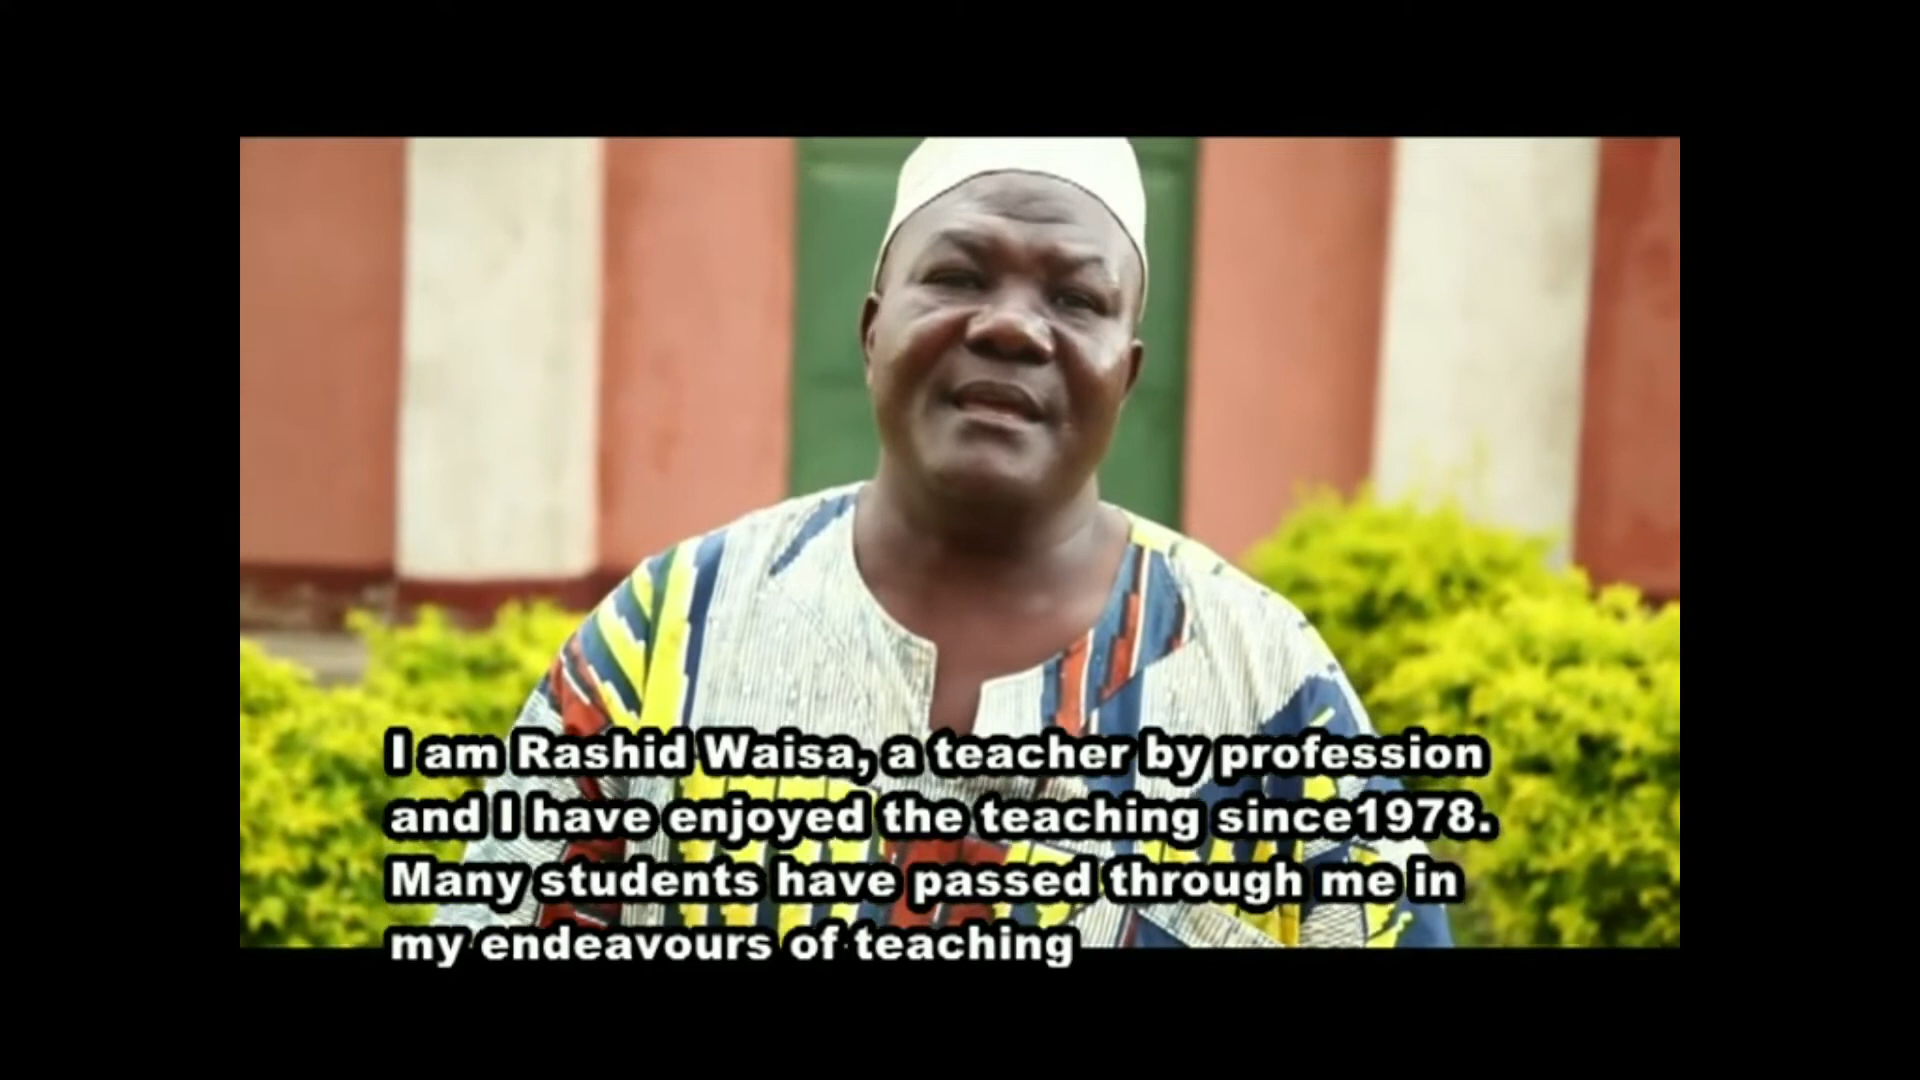 I am Rashid Waisa, a teacher by profession
and I have enjoyed the teaching since1978.
Many students have passed through me in
my endeavours of teaching